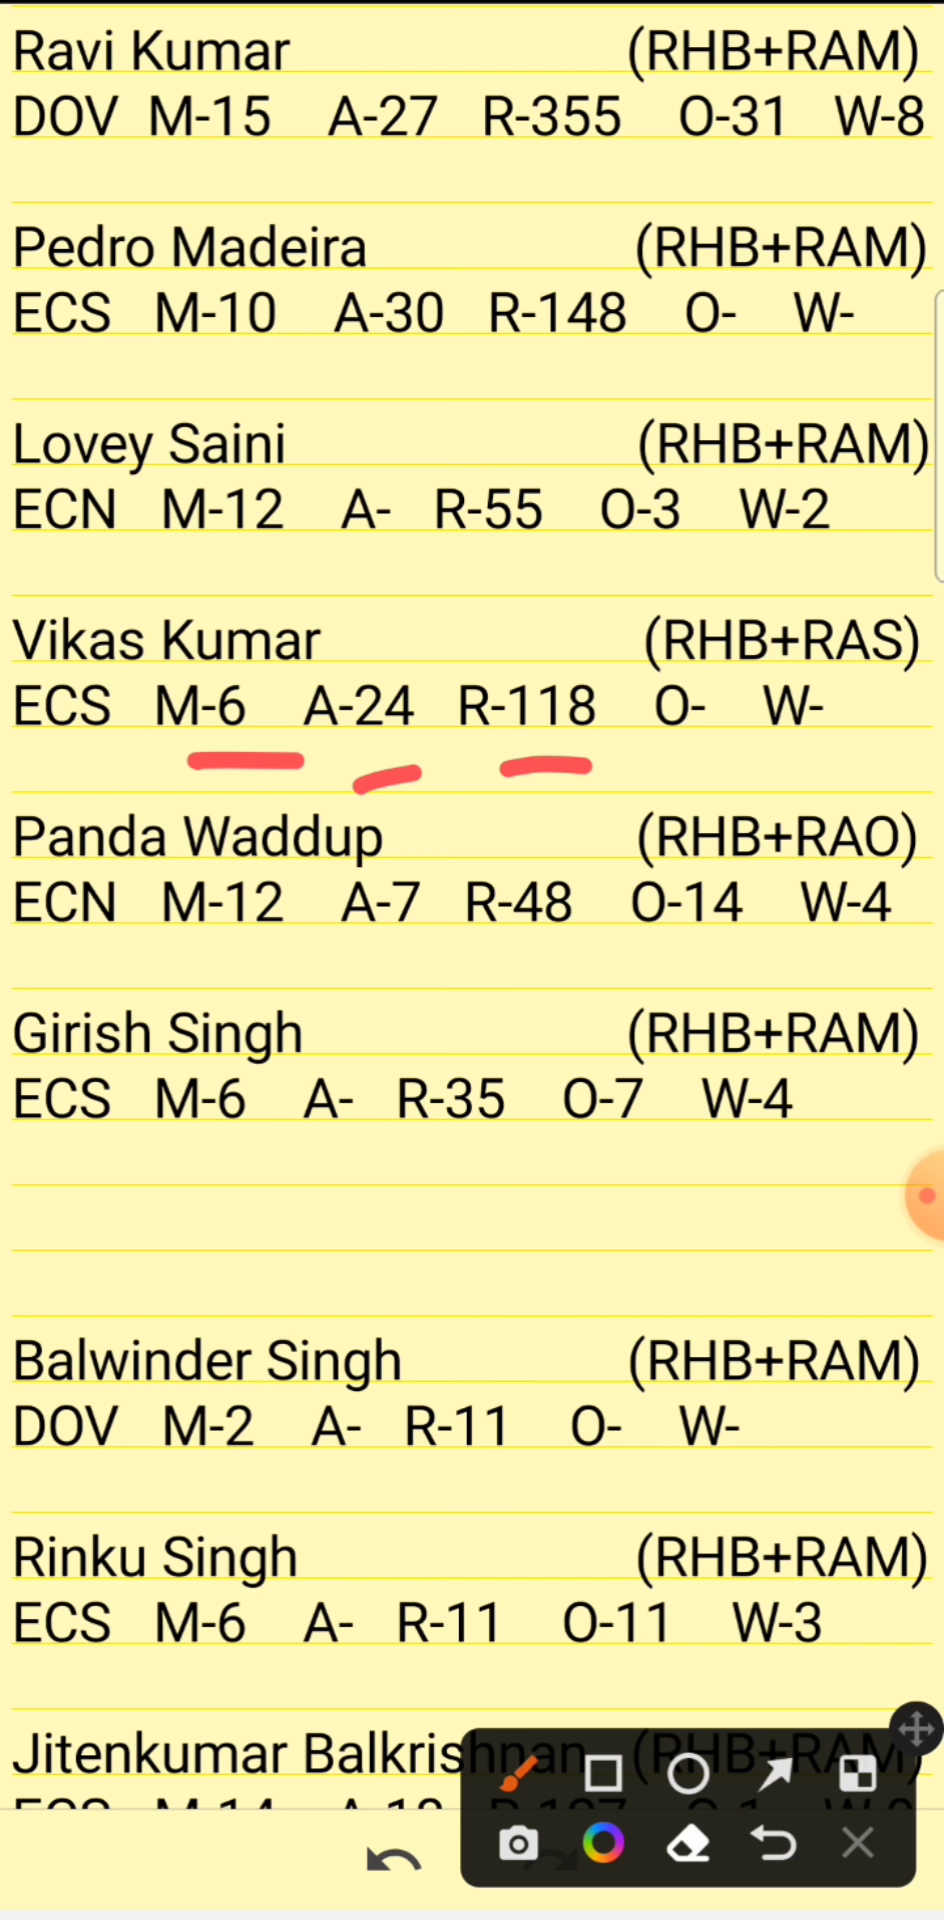 Ravi Kumar (RHB+RAM)
DOV M-15 A-27 R-355 O-31 W-8
Pedro Madeira (RHB+RAM)
ECS M-10 A-30 R-148 O- W-
Lovey Saini (RHB+RAM)
ECN M-12 A- R-55 O-3 W-2
Vikas Kumar (RHB+RAS)
ECS M-6 A-24 R-118 O- W-
Panda Waddup (RHB+RAO)
ECN M-12 A-7 R-48 O-14 W-4
Girish Singh (RHB+RAM)
ECS M-6 A- R-35 O-7 W-4
Balwinder Singh (RHB+RAM)
DOV M-2 A- R-11 O- W-
Rinku Singh (RHB+RAM)
ECS M-6 A- R-11 O-11 W-3
Jitenkumar Balkrishnan (RHB+RAM)